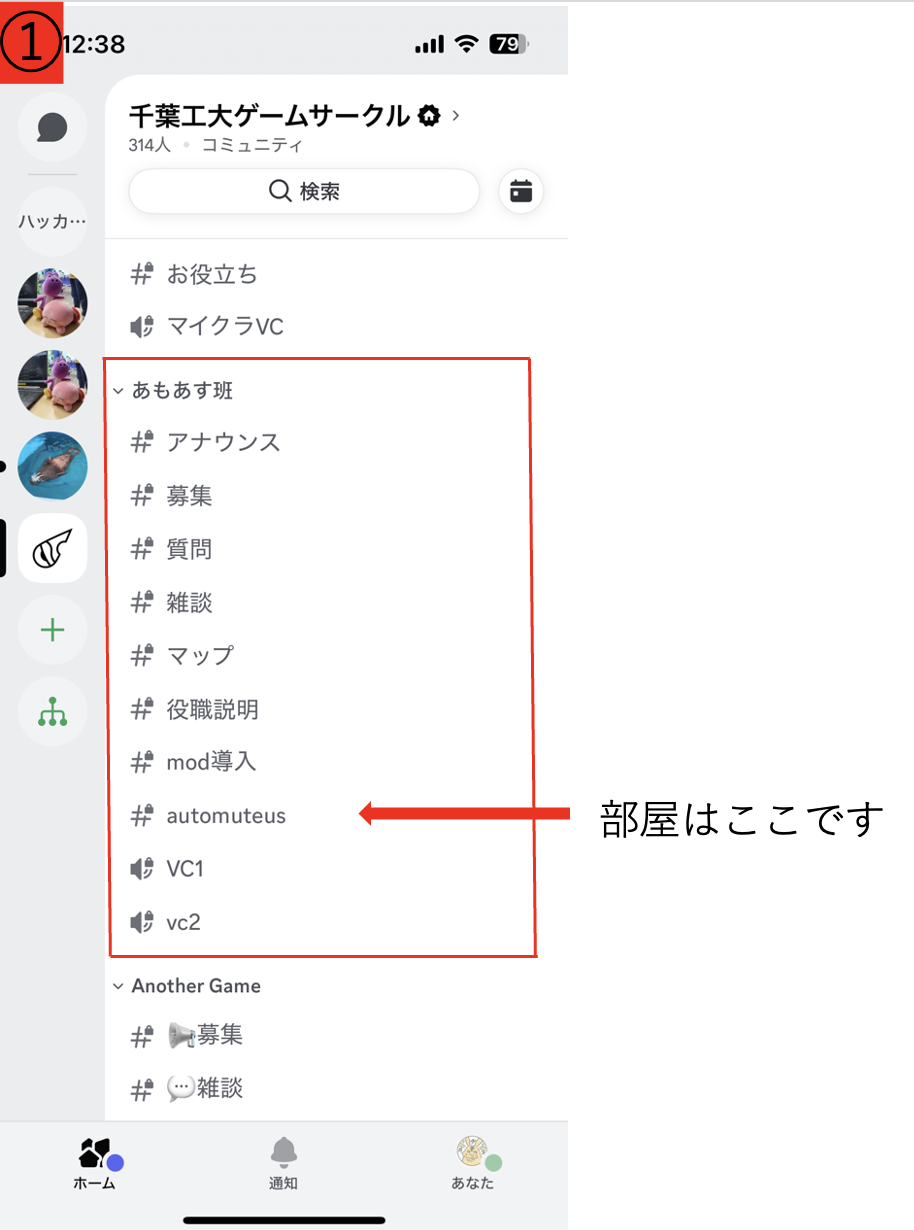 ①
12:38
79
千葉工大ゲームサークル
314人 • コミュニティ
検索
ハッカ…
お役立ち
マイクラVC
あもあす班
アナウンス
募集
質問
雑談
マップ
役職説明
mod導入
automuteus
部屋はここです
VC1
vc2
Another Game
📢募集
💬雑談
ホーム
通知
あなた